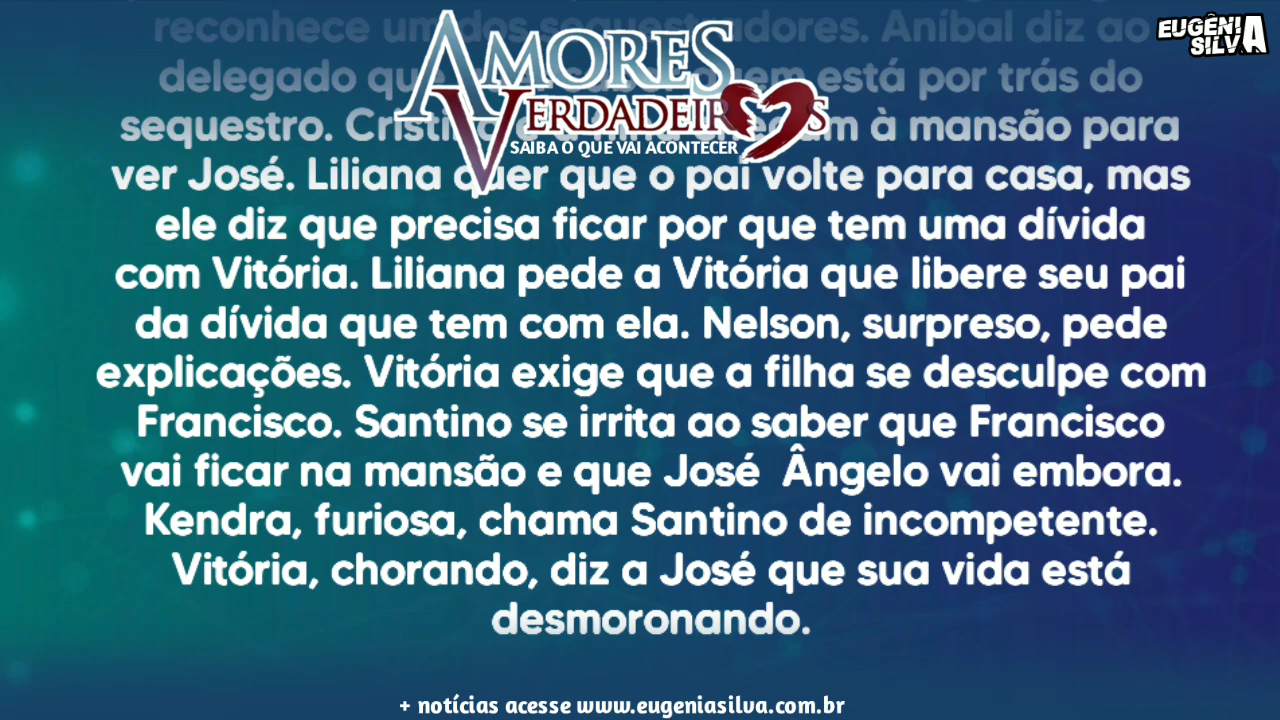 reconhece um dos sequestradores. Aníbal diz ao
delegado que está por trás do
sequestro. Cristina à mansão para
ver José. Liliana quer que o pai volte para casa, mas
ele diz que precisa ficar por que tem uma dívida
com Vitória. Liliana pede a Vitória que libere seu pai
da dívida que tem com ela. Nelson, surpreso, pede
explicações. Vitória exige que a filha se desculpe com
Francisco. Santino se irrita ao saber que Francisco
vai ficar na mansão e que José Ângelo vai embora.
Kendra, furiosa, chama Santino de incompetente.
Vitória, chorando, diz a José que sua vida está
desmoronando.
AMORES
VERDADEIROS
SAIBA O QUE VAI ACONTECER
EUGÊNIA
SILVA
+ notícias acesse www.eugeniasilva.com.br